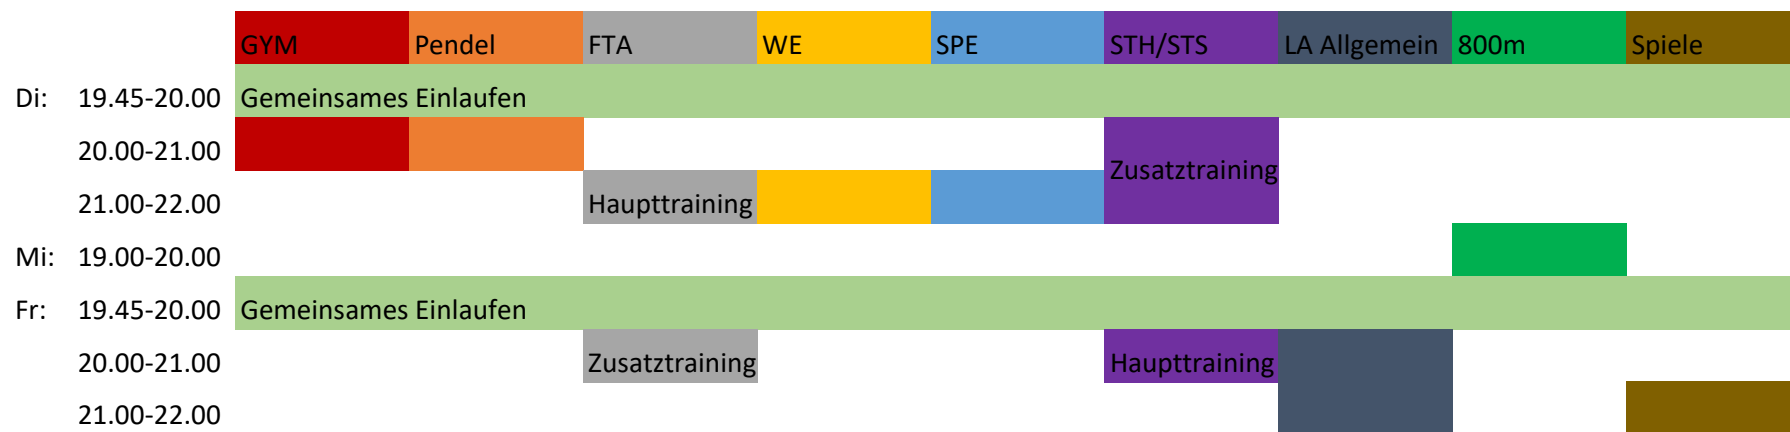 GYM Pendel FTA WE SPE STH/STS LA Allgemein 800m Spiele
Di: 19.45-20.00 Gemeinsames Einlaufen
20.00-21.00
Zusatztraining
21.00-22.00 Haupttraining
Mi: 19.00-20.00
Fr: 19.45-20.00 Gemeinsames Einlaufen
20.00-21.00 Zusatztraining Haupttraining
21.00-22.00